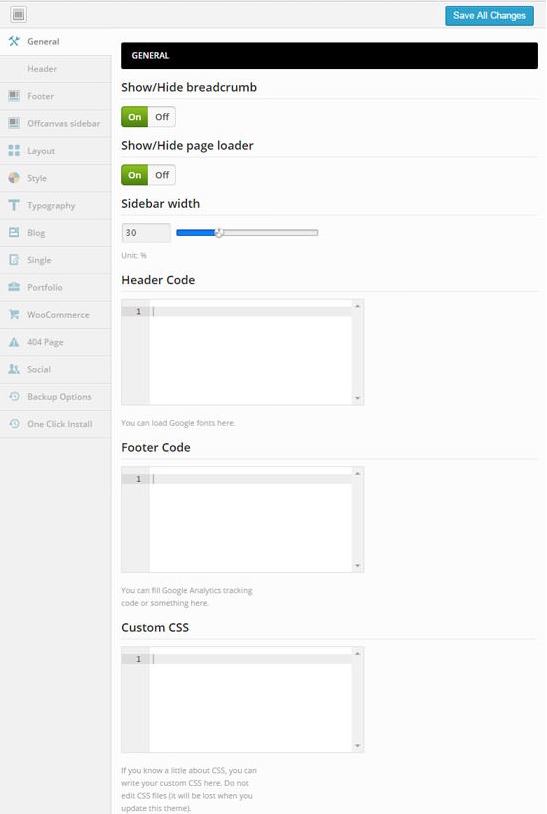 Save All Changes
General
Header
Footer
Offcanvas sidebar
Layout
Style
Typography
Blog
Single
Portfolio
WooCommerce
404 Page
Social
Backup Options
One Click Install
GENERAL
Show/Hide breadcrumb
On Off
Show/Hide page loader
On Off
Sidebar width
30
Unit: %
Header Code
1
You can load Google fonts here.
Footer Code
1
You can fill Google Analytics tracking
code or something here.
Custom CSS
1
If you know a little about CSS, you can
write your custom CSS here. Do not
edit CSS files (it will be lost when you
update this theme).